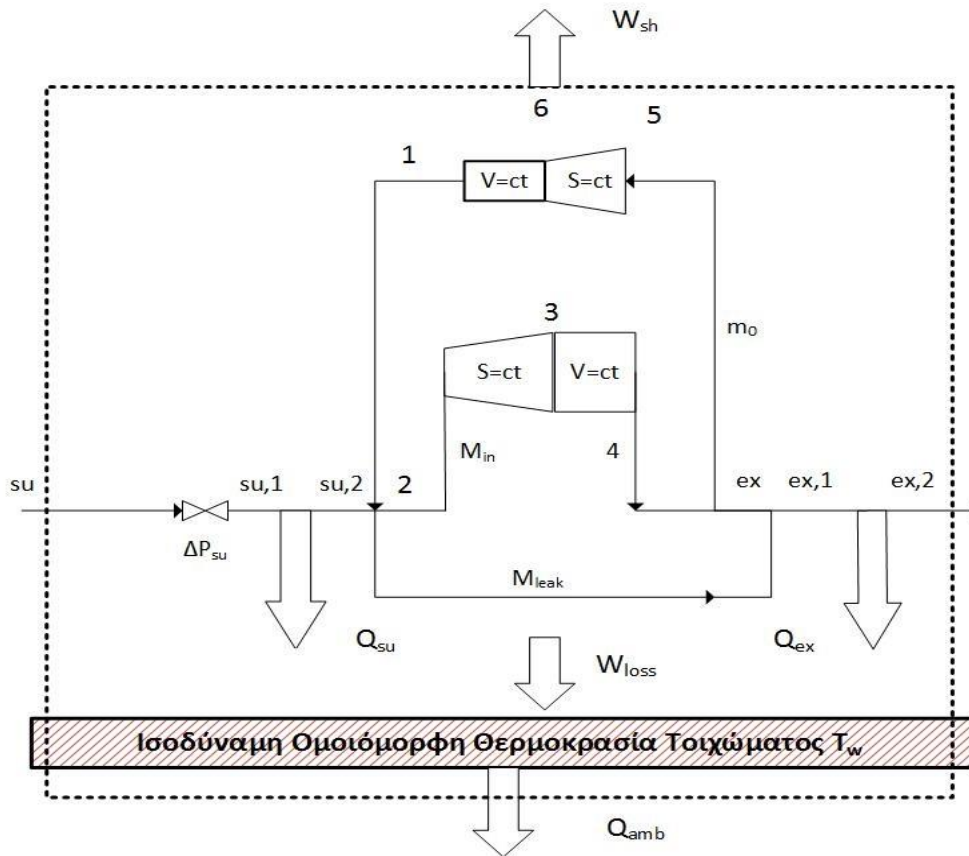 W_sh
6
5
1
V=ct
S=ct
3
m_0
S=ct
V=ct
M_in
4
su
su,1
su,2
2
ex
ex,1
ex,2
ΔP_su
M_leak
Q_su
Q_ex
W_loss
Ισοδύναμη Ομοιόμορφη Θερμοκρασία Τοιχώματος T_w
Q_amb